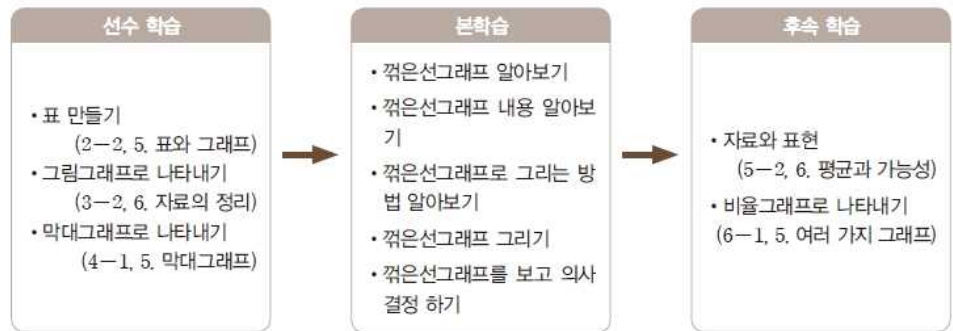 선수 학습
• 표 만들기
(2-2, 5. 표와 그래프)
• 그림그래프로 나타내기
(3-2, 6. 자료의 정리)
• 막대그래프로 나타내기
(4-1, 5. 막대그래프)
본학습
• 꺾은선그래프 알아보기
• 꺾은선그래프 내용 알아보
기
• 꺾은선그래프로 그리는 방
법 알아보기
• 꺾은선그래프 그리기
• 꺾은선그래프를 보고 의사
결정 하기
후속 학습
• 자료와 표현
(5-2, 6. 평균과 가능성)
• 비율그래프로 나타내기
(6-1, 5. 여러 가지 그래프)